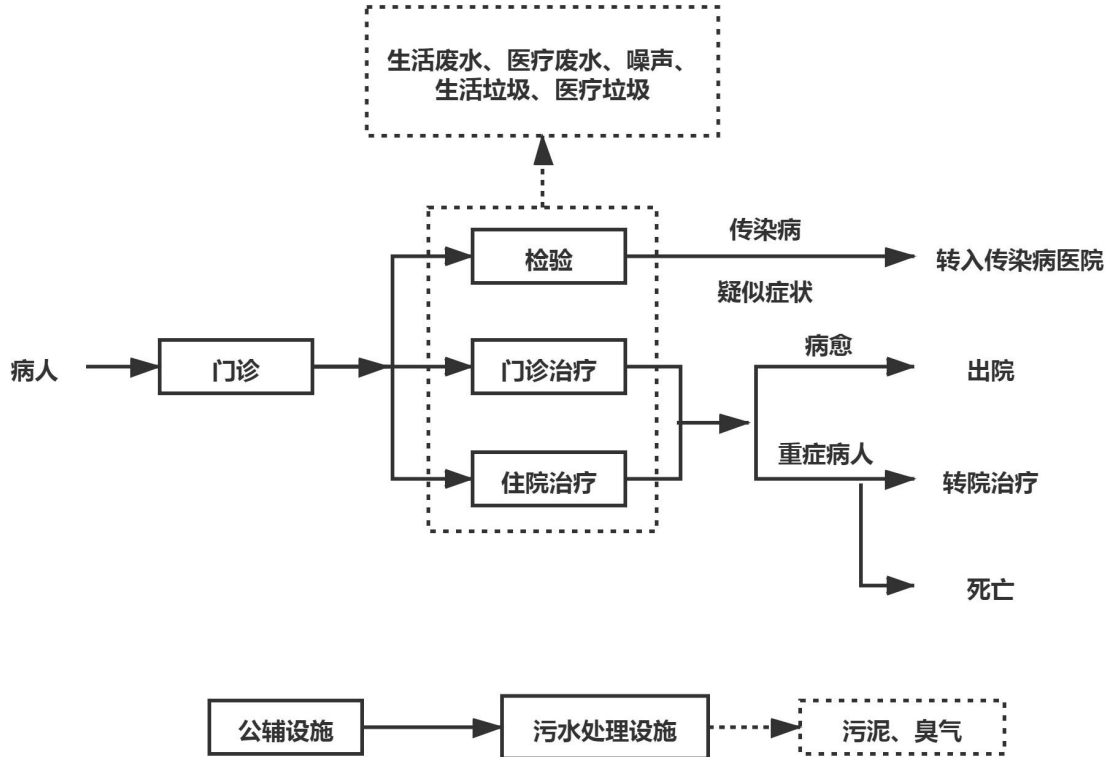 生活废水、医疗废水、噪声、
生活垃圾、医疗垃圾
检验
传染病
疑似症状
转入传染病医院
病人
门诊
门诊治疗
病愈
出院
住院治疗
重症病人
转院治疗
死亡
公辅设施
污水处理设施
污泥、臭气